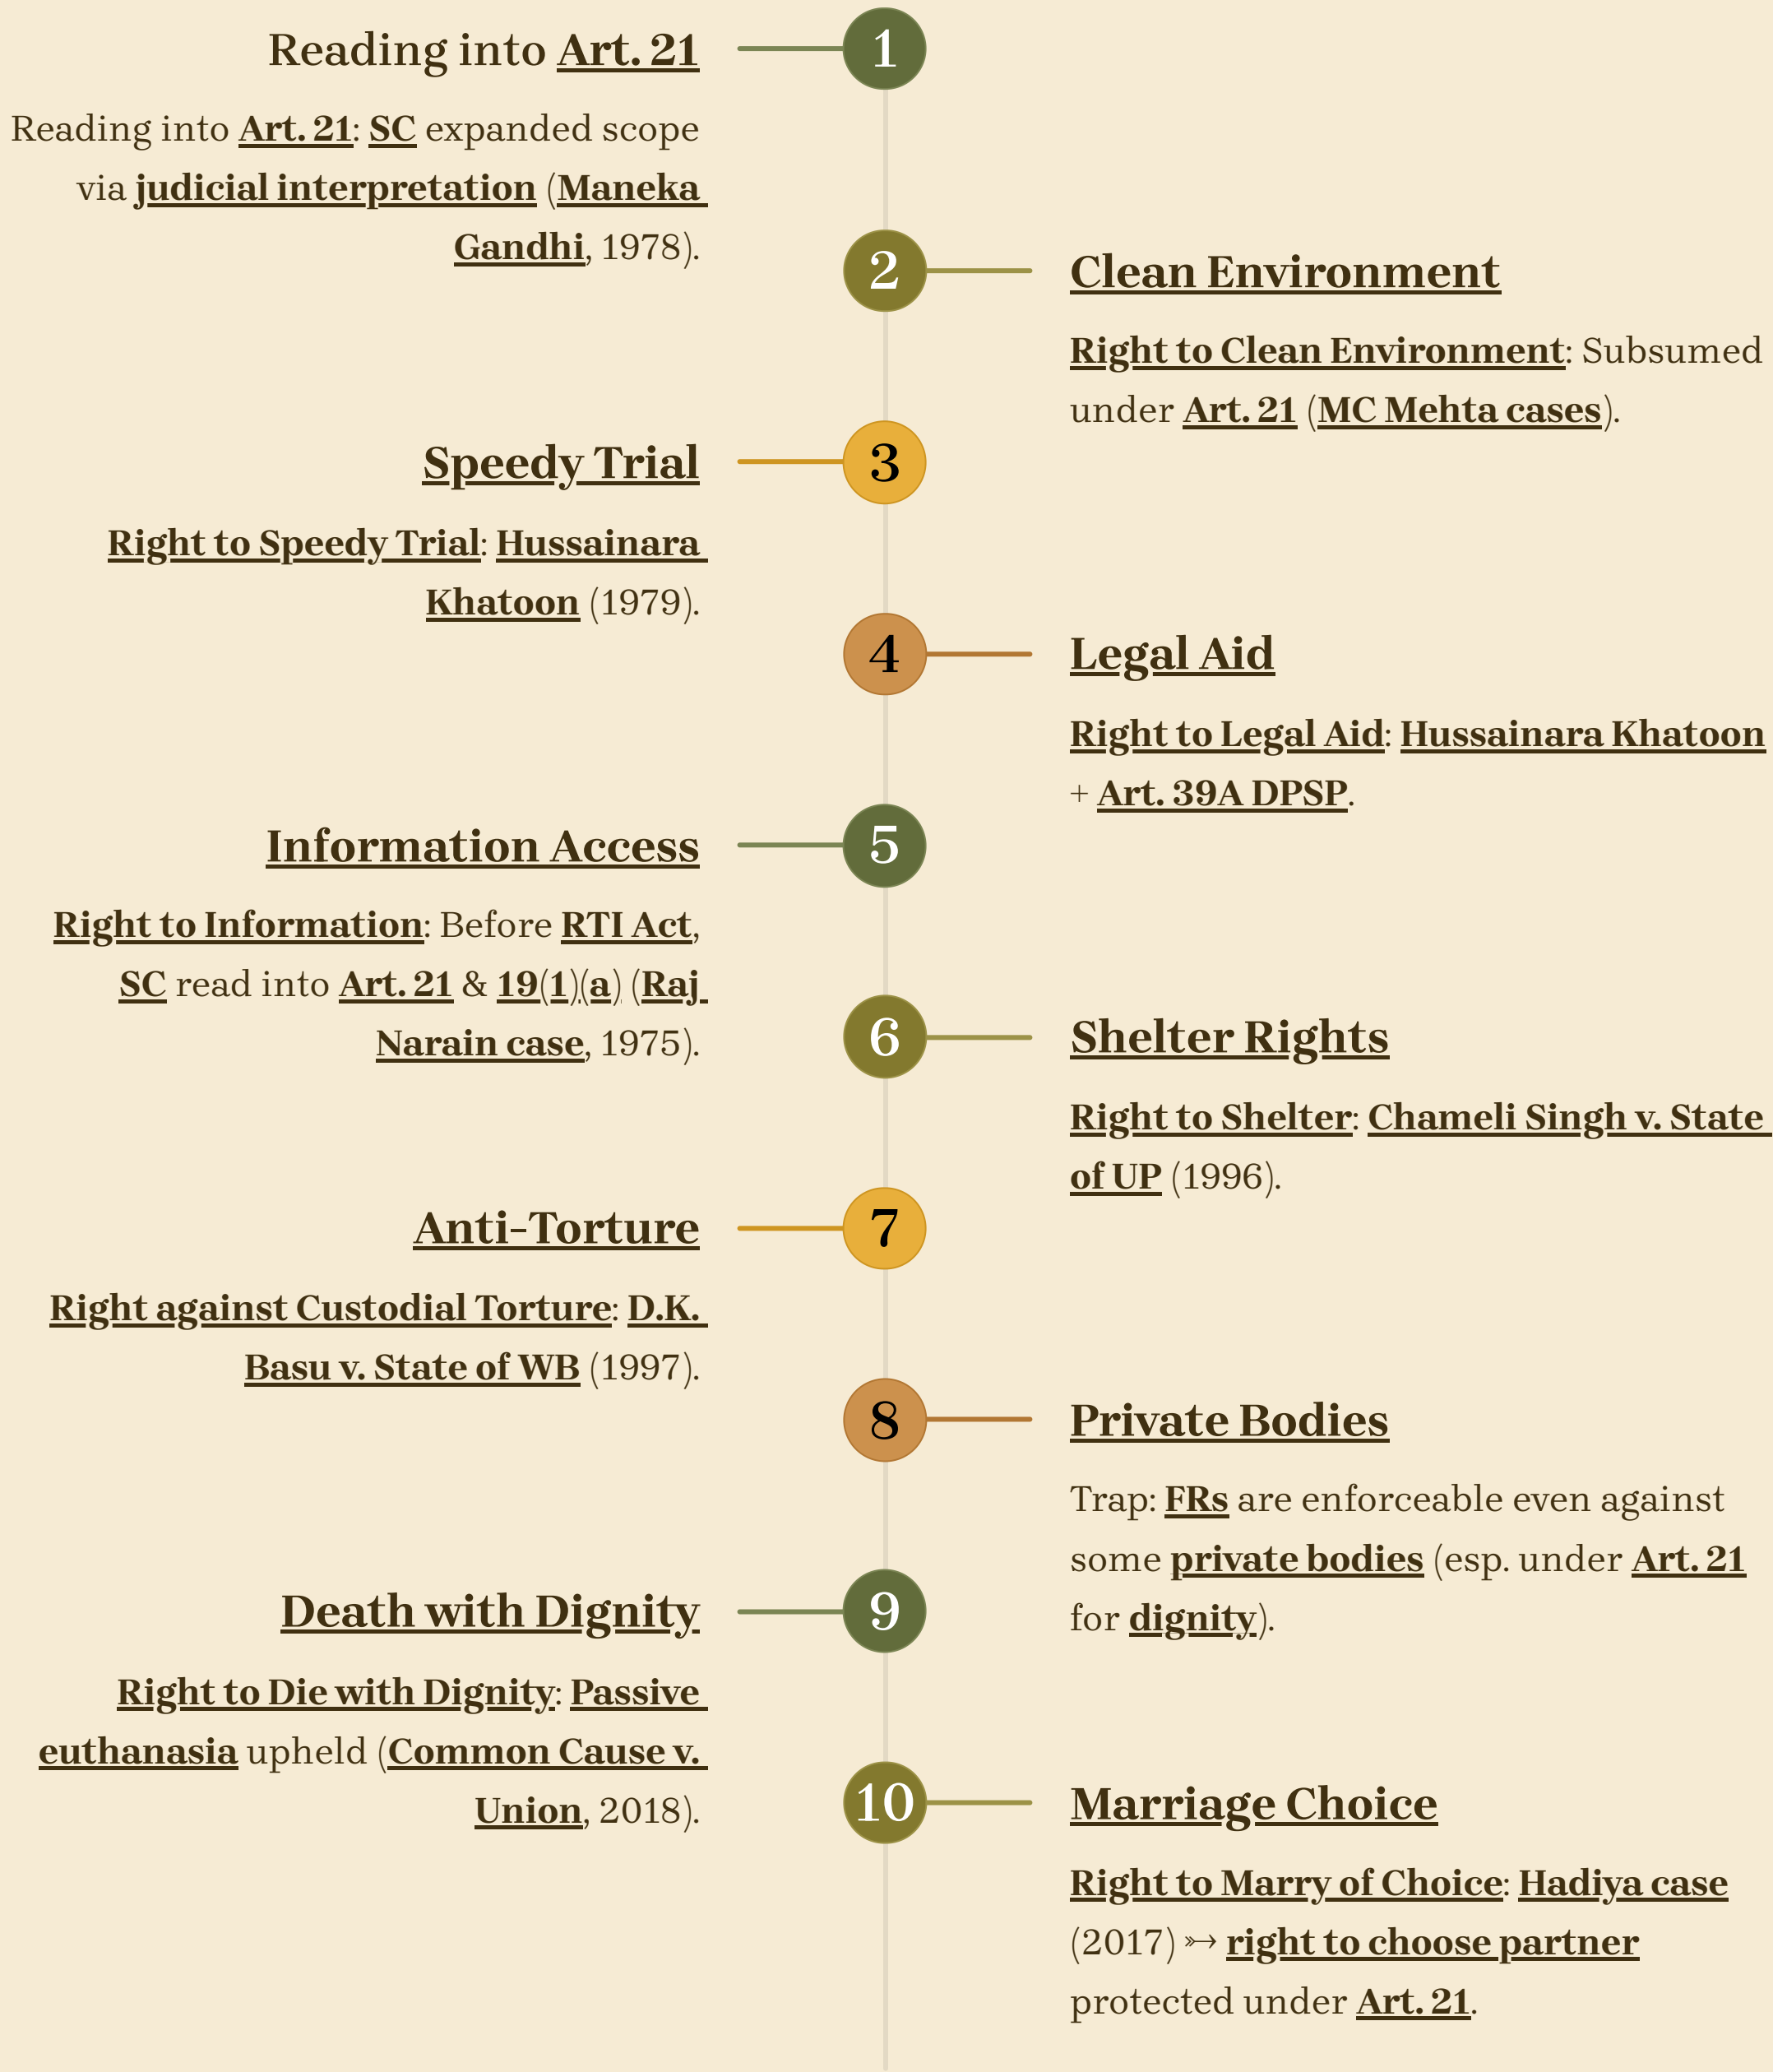 1
Reading into Art. 21
Reading into Art. 21: SC expanded scope
via judicial interpretation (Maneka
Gandhi, 1978).
2
Clean Environment
Right to Clean Environment: Subsumed
under Art. 21 (MC Mehta cases).
3
Speedy Trial
Right to Speedy Trial: Hussainara
Khatoon (1979).
4
Legal Aid
Right to Legal Aid: Hussainara Khatoon
+ Art. 39A DPSP.
5
Information Access
Right to Information: Before RTI Act,
SC read into Art. 21 & 19(1)(a) (Raj
Narain case, 1975).
6
Shelter Rights
Right to Shelter: Chameli Singh v. State
of UP (1996).
7
Anti-Torture
Right against Custodial Torture: D.K.
Basu v. State of WB (1997).
8
Private Bodies
Trap: FRs are enforceable even against
some private bodies (esp. under Art. 21
for dignity).
9
Death with Dignity
Right to Die with Dignity: Passive
euthanasia upheld (Common Cause v.
Union, 2018).
10
Marriage Choice
Right to Marry of Choice: Hadiya case
(2017) ⤖ right to choose partner
protected under Art. 21.